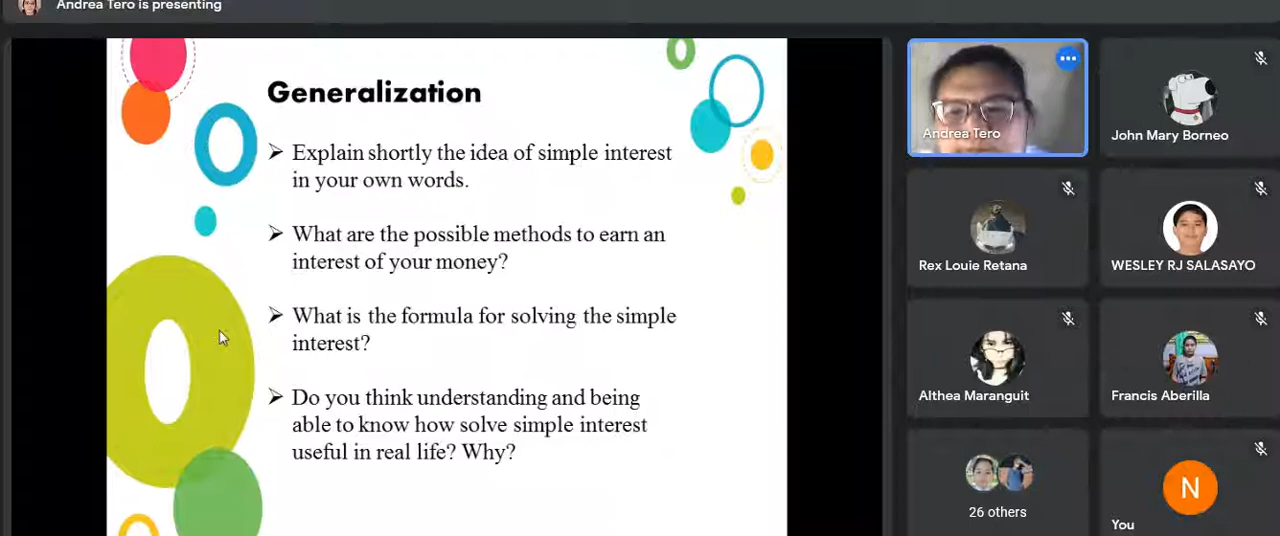 Andrea Tero is presenting
Generalization
➢ Explain shortly the idea of simple interest
in your own words.
➢ What are the possible methods to earn an
interest of your money?
➢ What is the formula for solving the simple
interest?
➢ Do you think understanding and being
able to know how solve simple interest
useful in real life? Why?
Andrea Tero
John Mary Borneo
Rex Louie Retana
WESLEY RJ SALASAYO
Althea Maranguit
Francis Aberilla
26 others
N
You